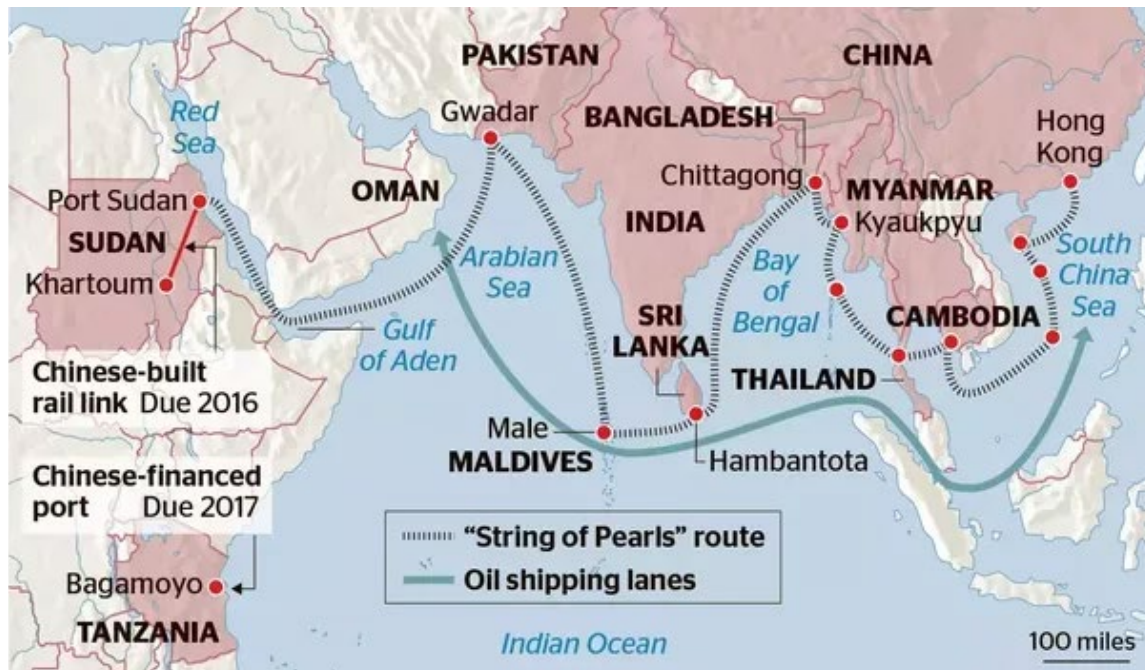 PAKISTAN
CHINA
Gwadar
BANGLADESH
Red
Sea
Hong
Kong
Chittagong
MYANMAR
Port Sudan
OMAN
SUDAN
INDIA
Kyaukpyu
Khartoum
Arabian
Sea
Bay
of
Bengal
South
China
Sea
Gulf
of Aden
SRI
LANKA
CAMBODIA
THAILAND
Chinese-built
rail link Due 2016
Male
MALDIVES
Hambantota
Chinese-financed
port Due 2017
"String of Pearls" route
Oil shipping lanes
Bagamoyo
TANZANIA
Indian Ocean
100 miles